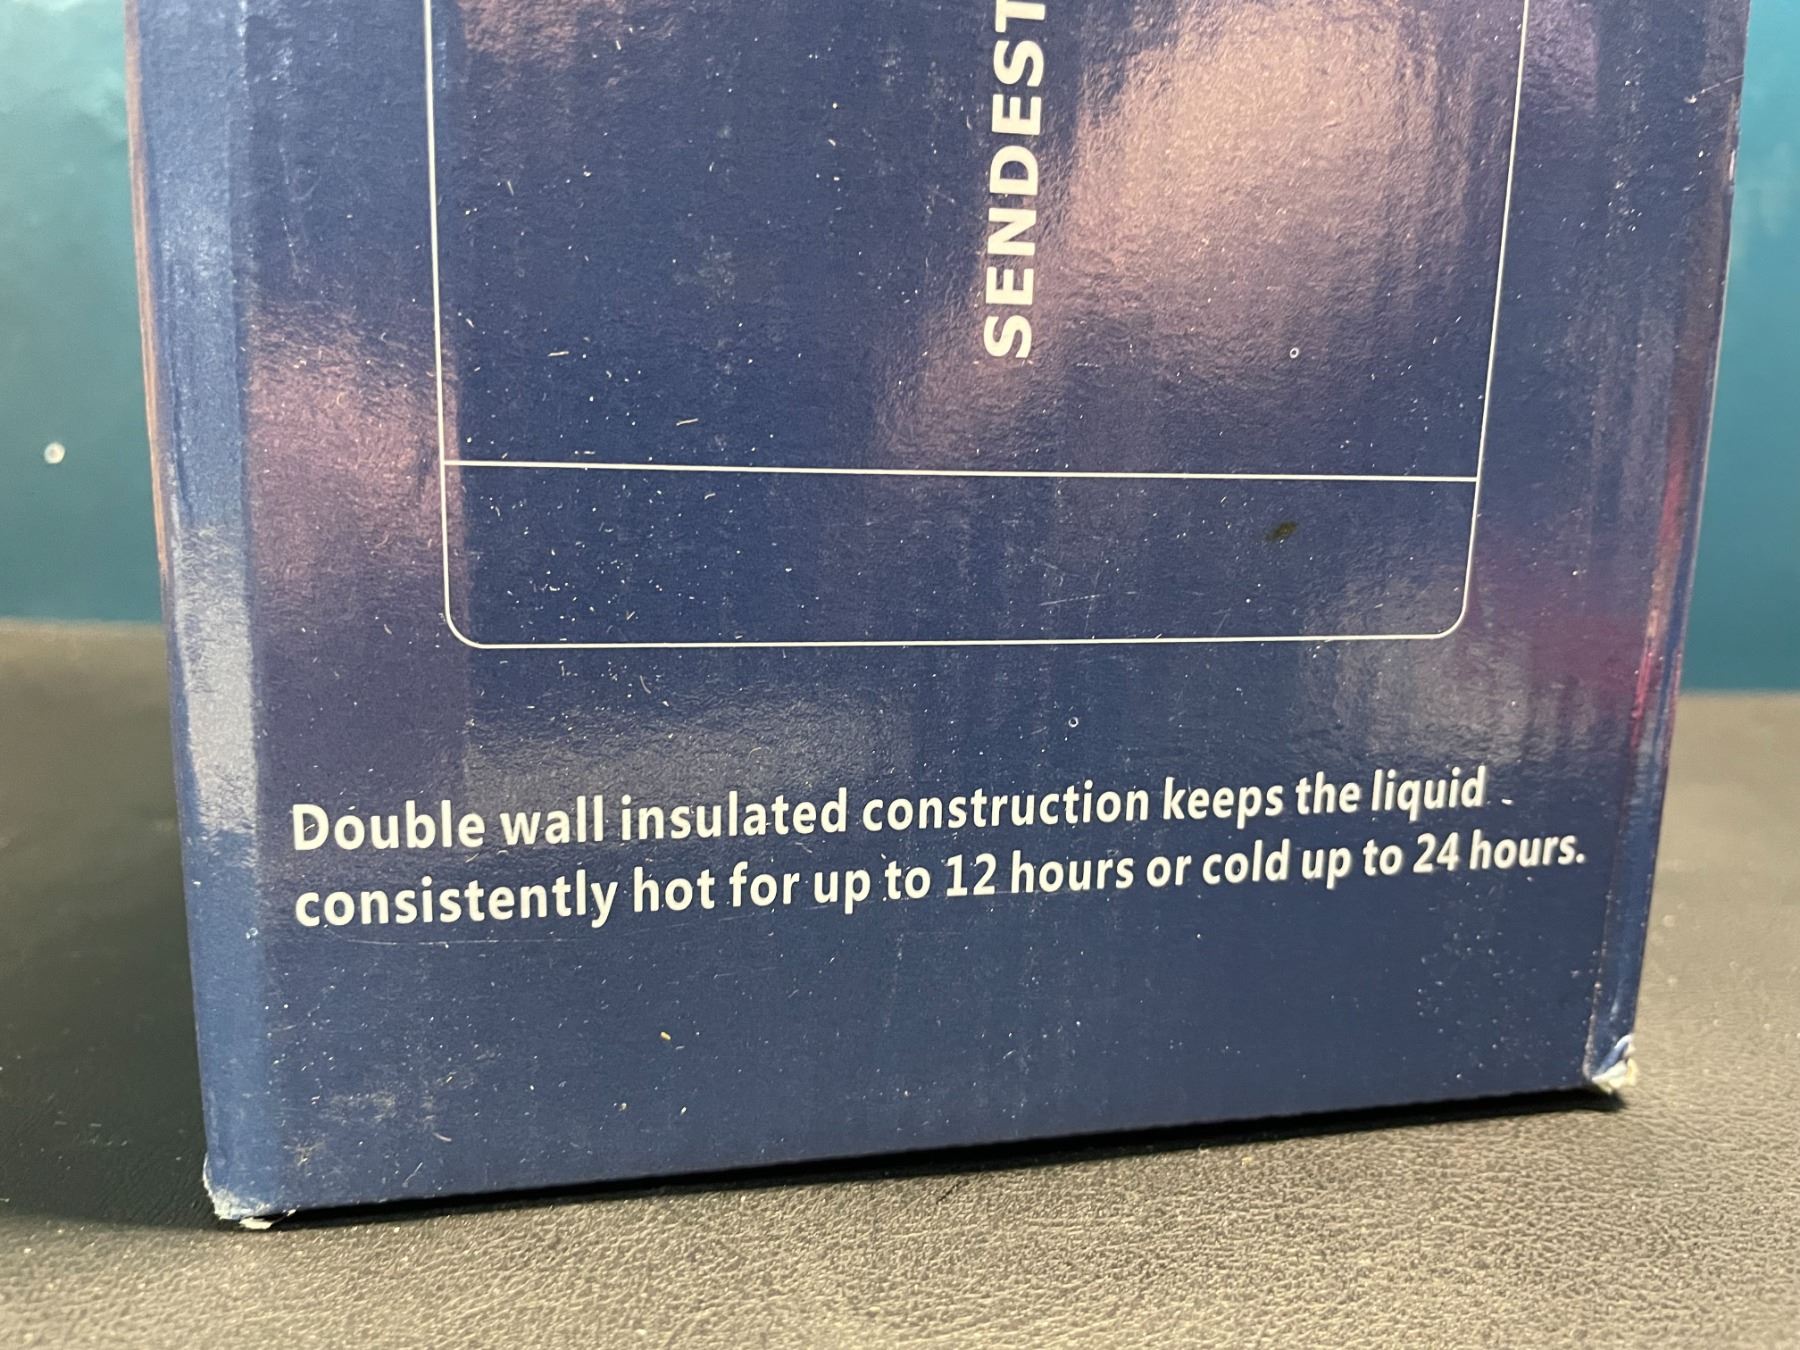 SENDEST
Double wall insulated construction keeps the liquid
consistently hot for up to 12 hours or cold up to 24 hours.